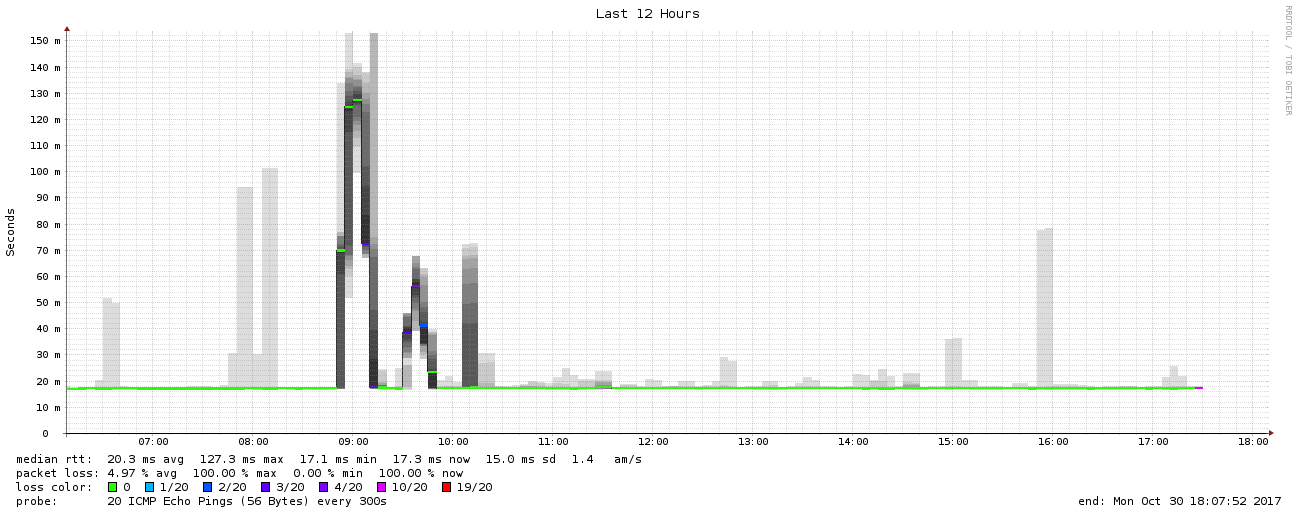 Last 12 Hours
RRDTOOL / TOBI OETIKER
Seconds
150 m
140 m
130 m
120 m
110 m
100 m
90 m
80 m
70 m
60 m
50 m
40 m
30 m
20 m
10 m
0
07:00 08:00 09:00 10:00 11:00 12:00 13:00 14:00 15:00 16:00 17:00 18:00
median rtt: 20.3 ms avg 127.3 ms max 17.1 ms min 17.3 ms now 15.0 ms sd 1.4 am/s
packet loss: 4.97 % avg 100.00 % max 0.00 % min 100.00 % now
loss color: 0 1/20 2/20 3/20 4/20 10/20 19/20
probe: 20 ICMP Echo Pings (56 Bytes) every 300s end: Mon Oct 30 18:07:52 2017